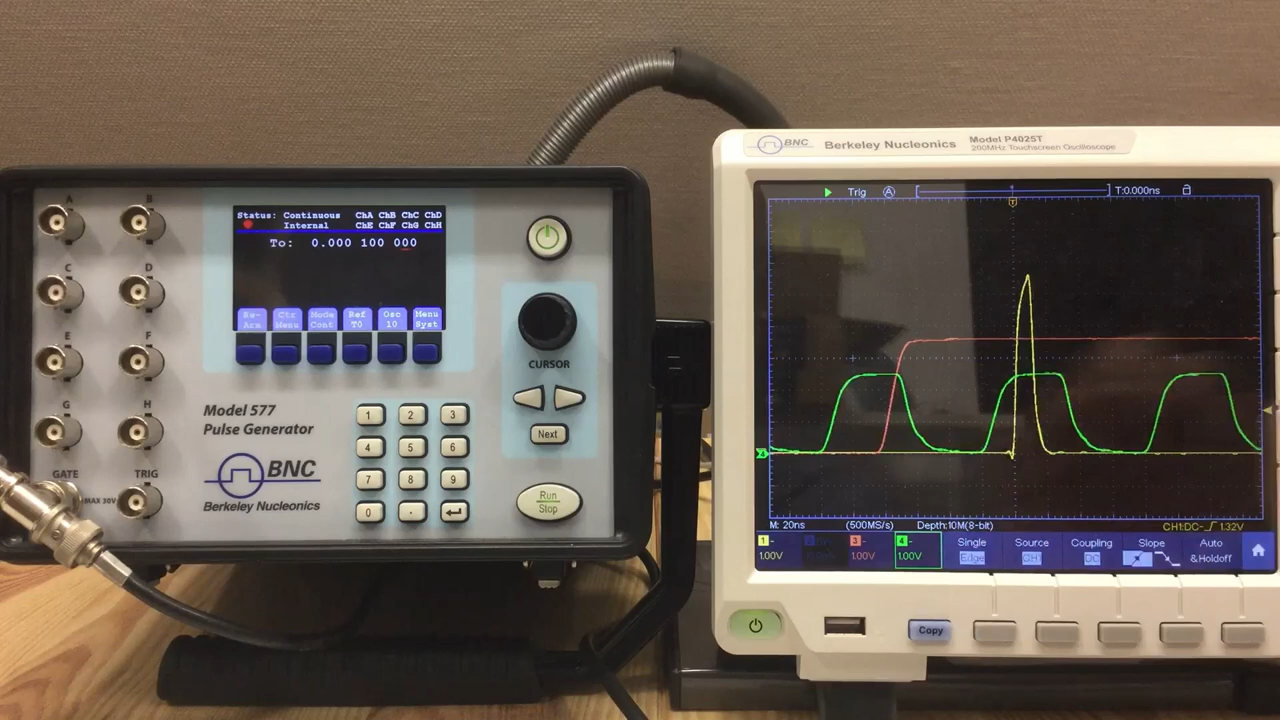 A B
C D
E F
G H
GATE TRIG
MAX 30V
Status: Continuous ChA ChB ChC ChD
Internal ChE ChF ChG ChH
To: 0.000 100 000
Ctr Menu
Mode Cont
Ref T0
Osc IO
Menu Syst
Model 577
Pulse Generator
BNC
Berkeley Nucleonics
1 2 3
4 5 6
7 8 9
0 .
CURSOR
Next
Run
Stop
BNC Berkeley Nucleonics
Model P4025T
200MHz Touchscreen Oscilloscope
Trig A T:0.000ns
T
M: 20ns (500MS/s) Depth:10M(8-bit)
CH1:DC- 1.32V
1 1.00V
3 1.00V
4 1.00V
Single Source Coupling Slope Auto
Edge CH1 DC &Holdoff
Copy